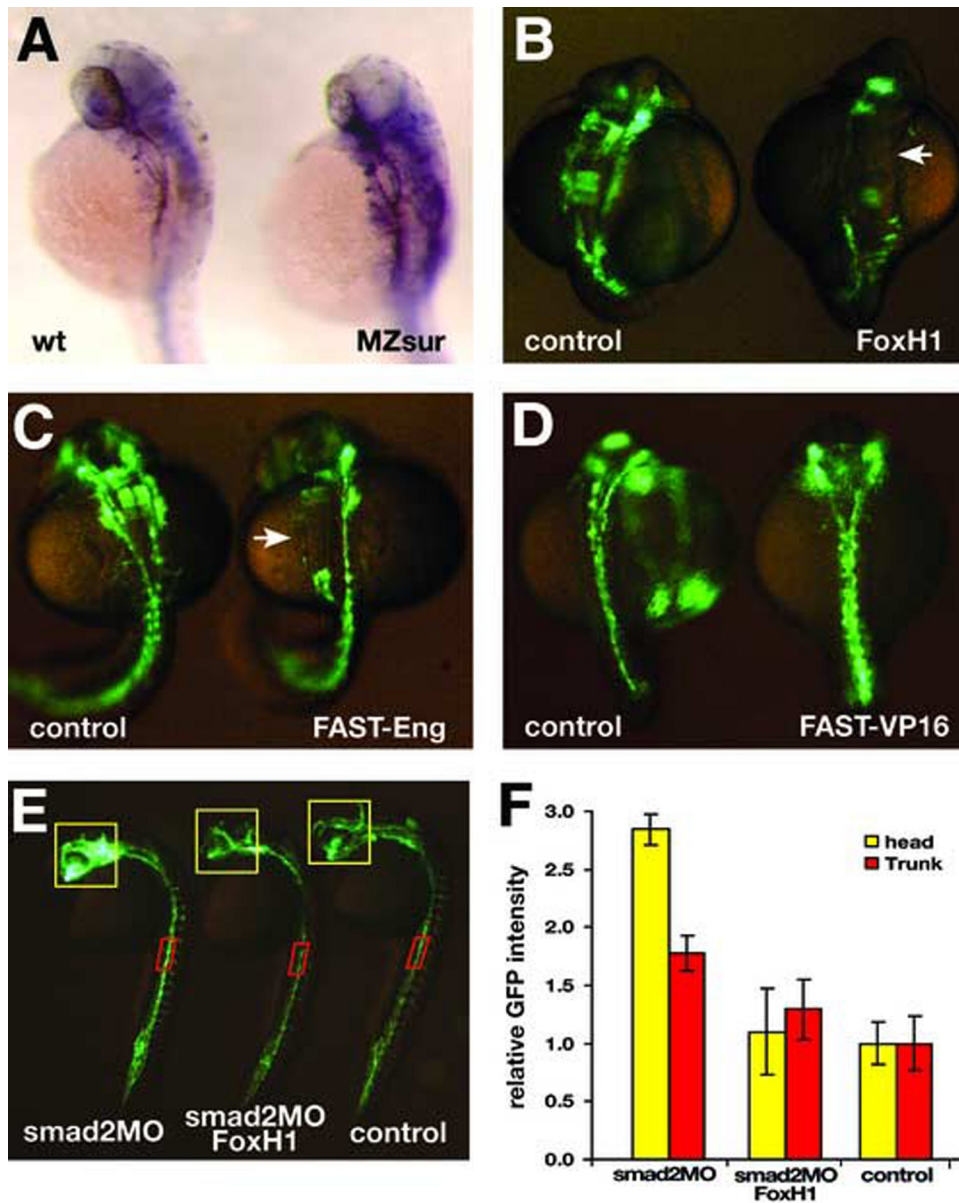 A
wt
MZsur
B
control
FoxH1
C
control
FAST-Eng
D
control
FAST-VP16
E
smad2MO
smad2MO
FoxH1
control
F
3.0
2.5
2.0
1.5
1.0
0.5
0.0
relative GFP intensity
head
Trunk
smad2MO
smad2MO
FoxH1
control